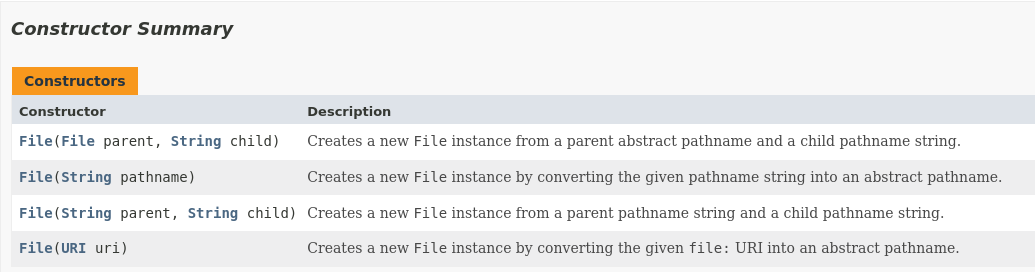 Constructor Summary
Constructors
Constructor Description
File(File parent, String child) Creates a new File instance from a parent abstract pathname and a child pathname string.
File(String pathname) Creates a new File instance by converting the given pathname string into an abstract pathname.
File(String parent, String child) Creates a new File instance from a parent pathname string and a child pathname string.
File(URI uri) Creates a new File instance by converting the given file: URI into an abstract pathname.